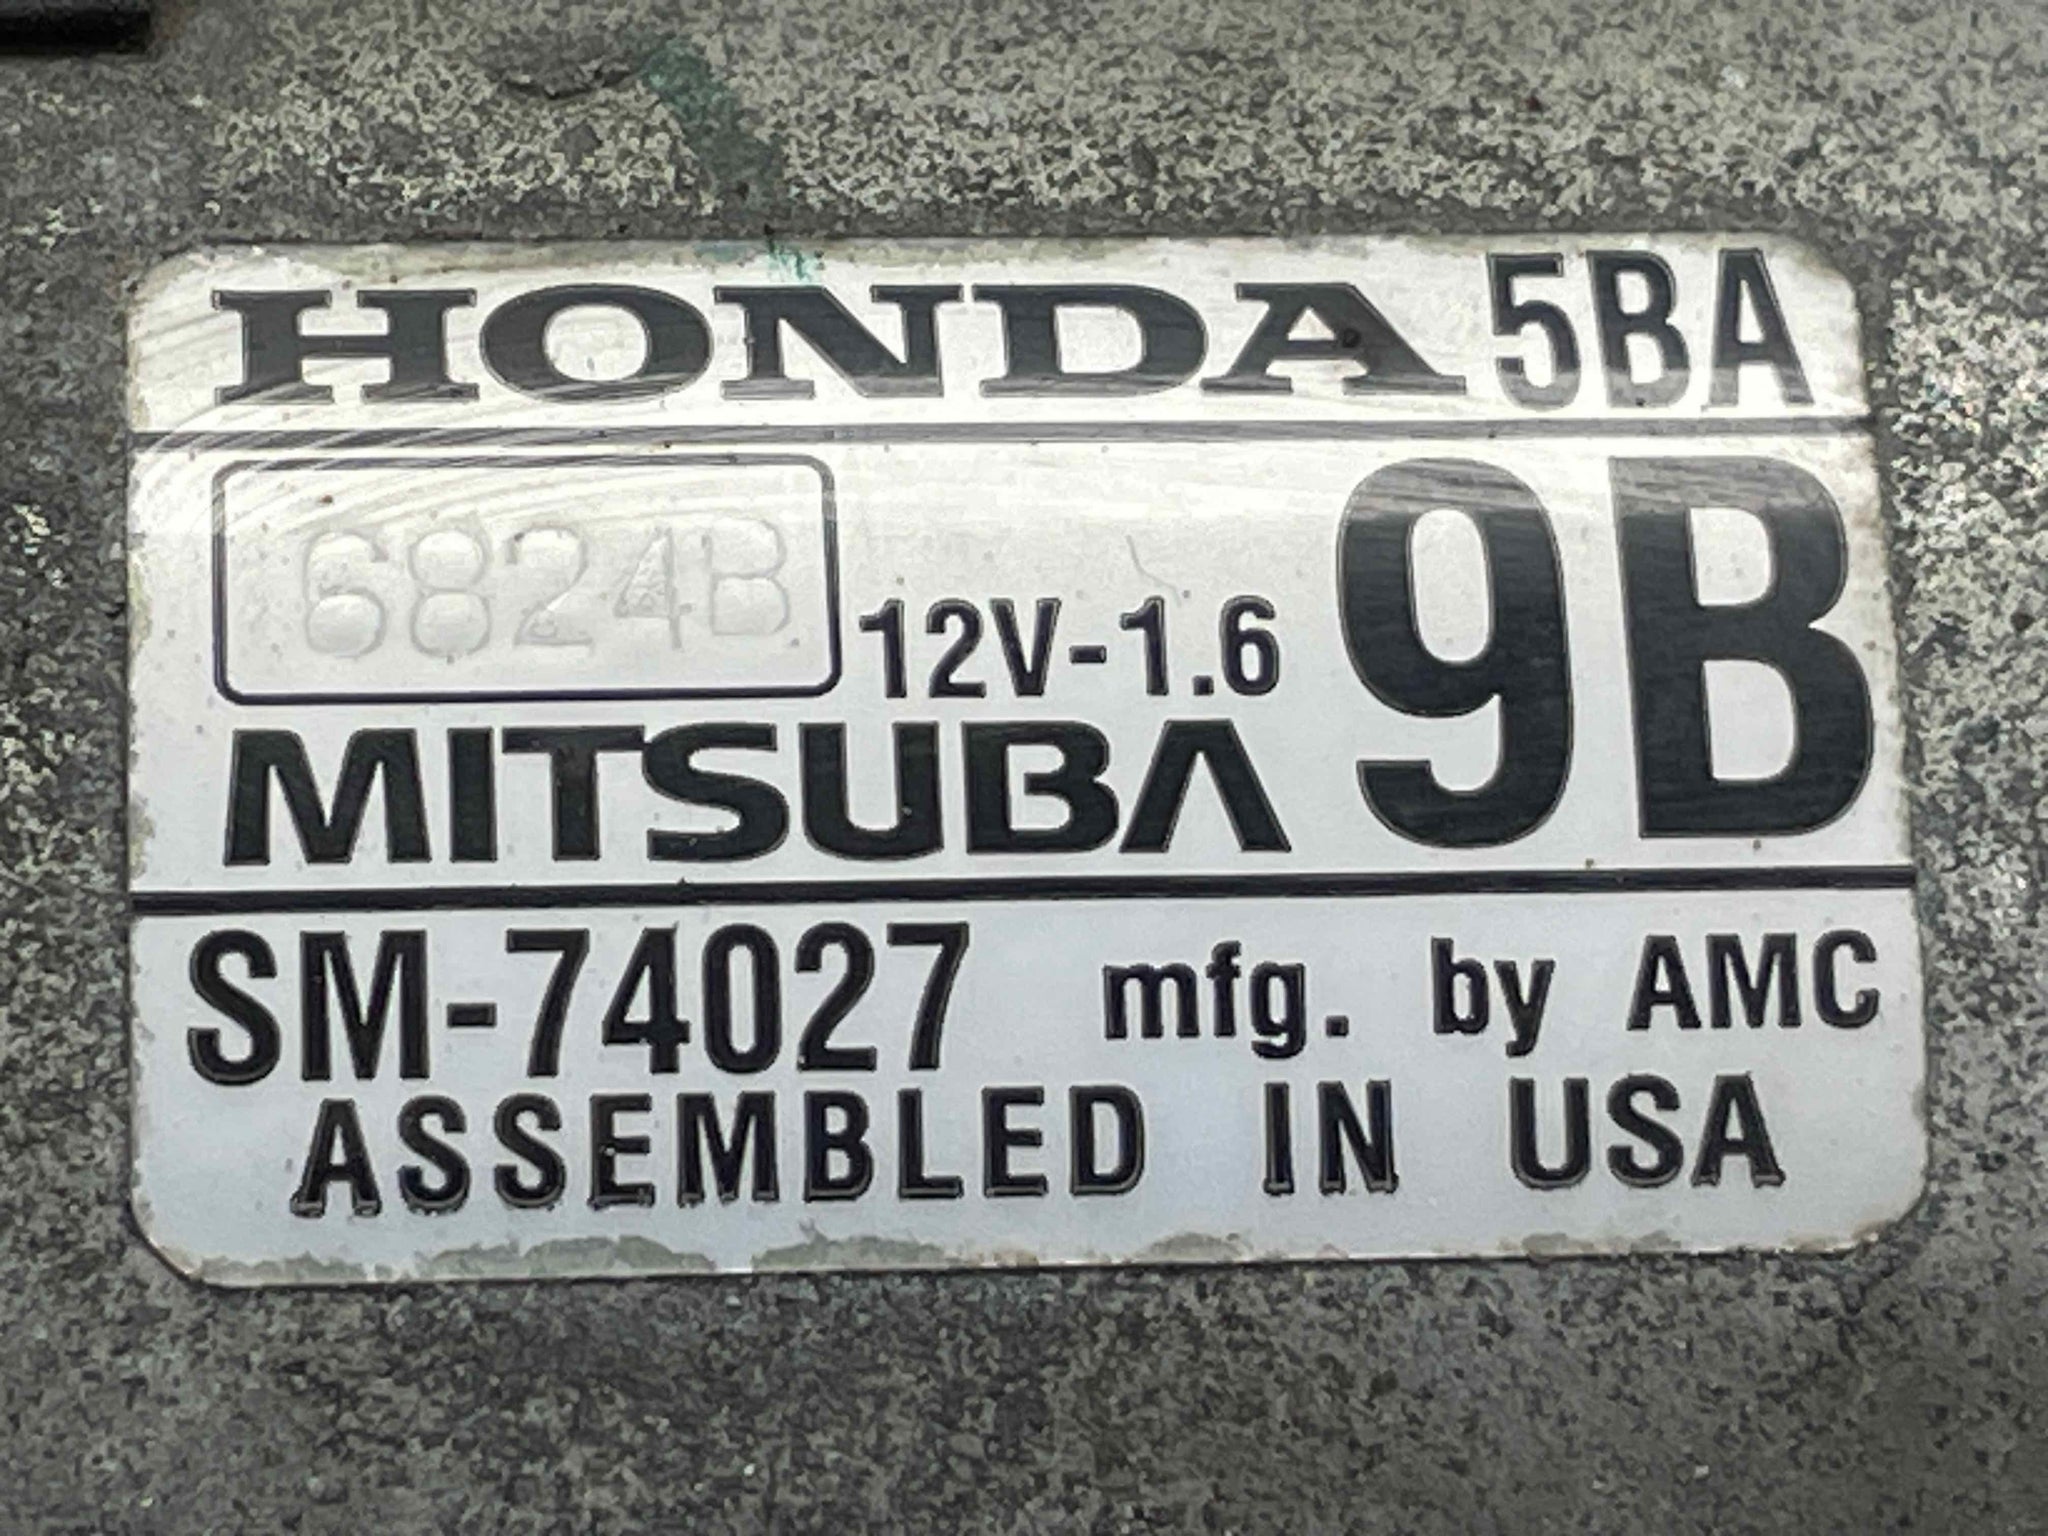 HONDA 5BA
6824B 12V-1.6 9B
MITSUBA
SM-74027 mfg. by AMC
ASSEMBLED IN USA